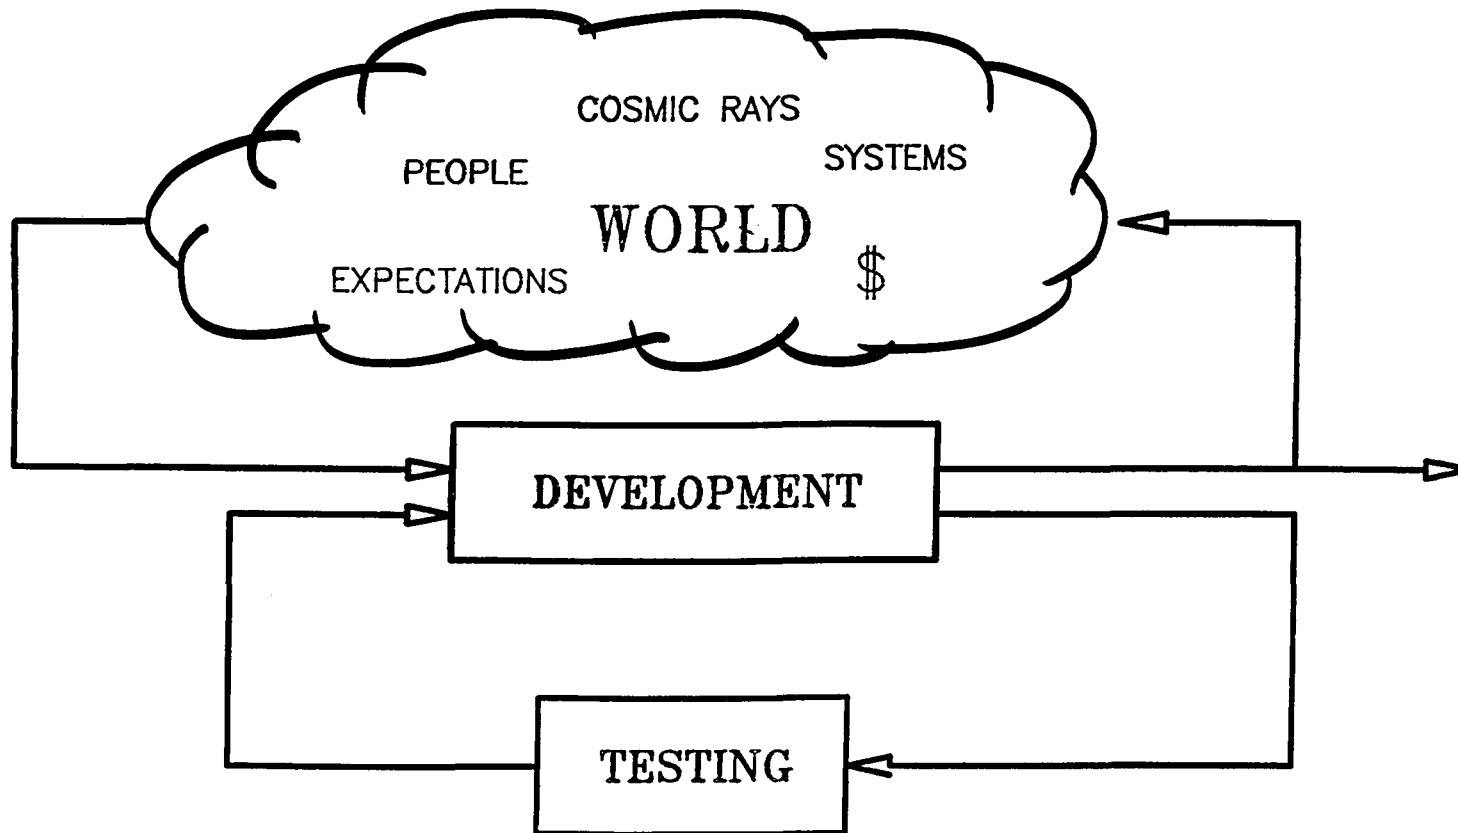 COSMIC RAYS
PEOPLE
SYSTEMS
WORLD
EXPECTATIONS
$
DEVELOPMENT
TESTING